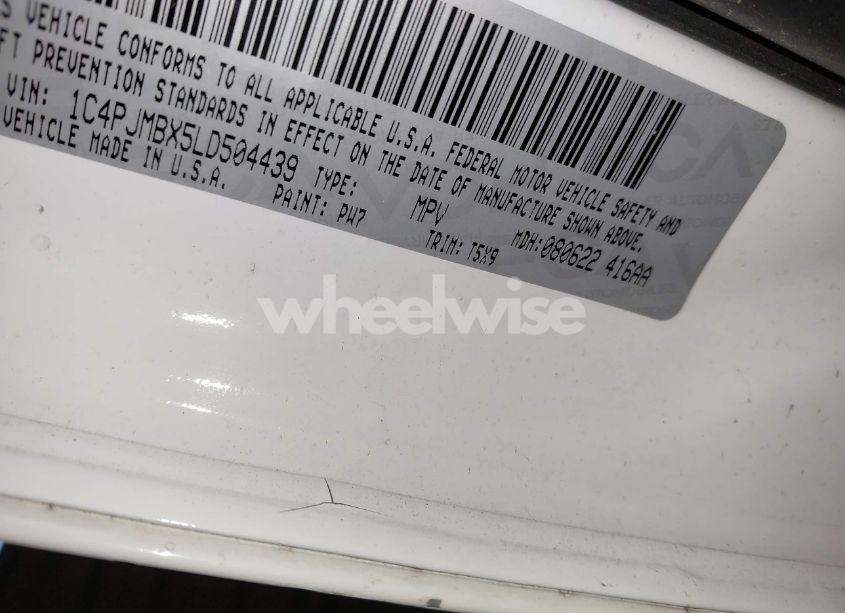 S VEHICLE CONFORMS TO ALL APPLICABLE U.S.A. FEDERAL MOTOR VEHICLE SAFETY AND
FT PREVENTION STANDARDS IN EFFECT ON THE DATE OF MANUFACTURE SHOWN ABOVE.
VIN: 1C4PJMBX5LD504439 TYPE: MPV MDH:080622 416AA
VEHICLE MADE IN U.S.A. PAINT: PW7 TRIM: T5X9
wheelwise